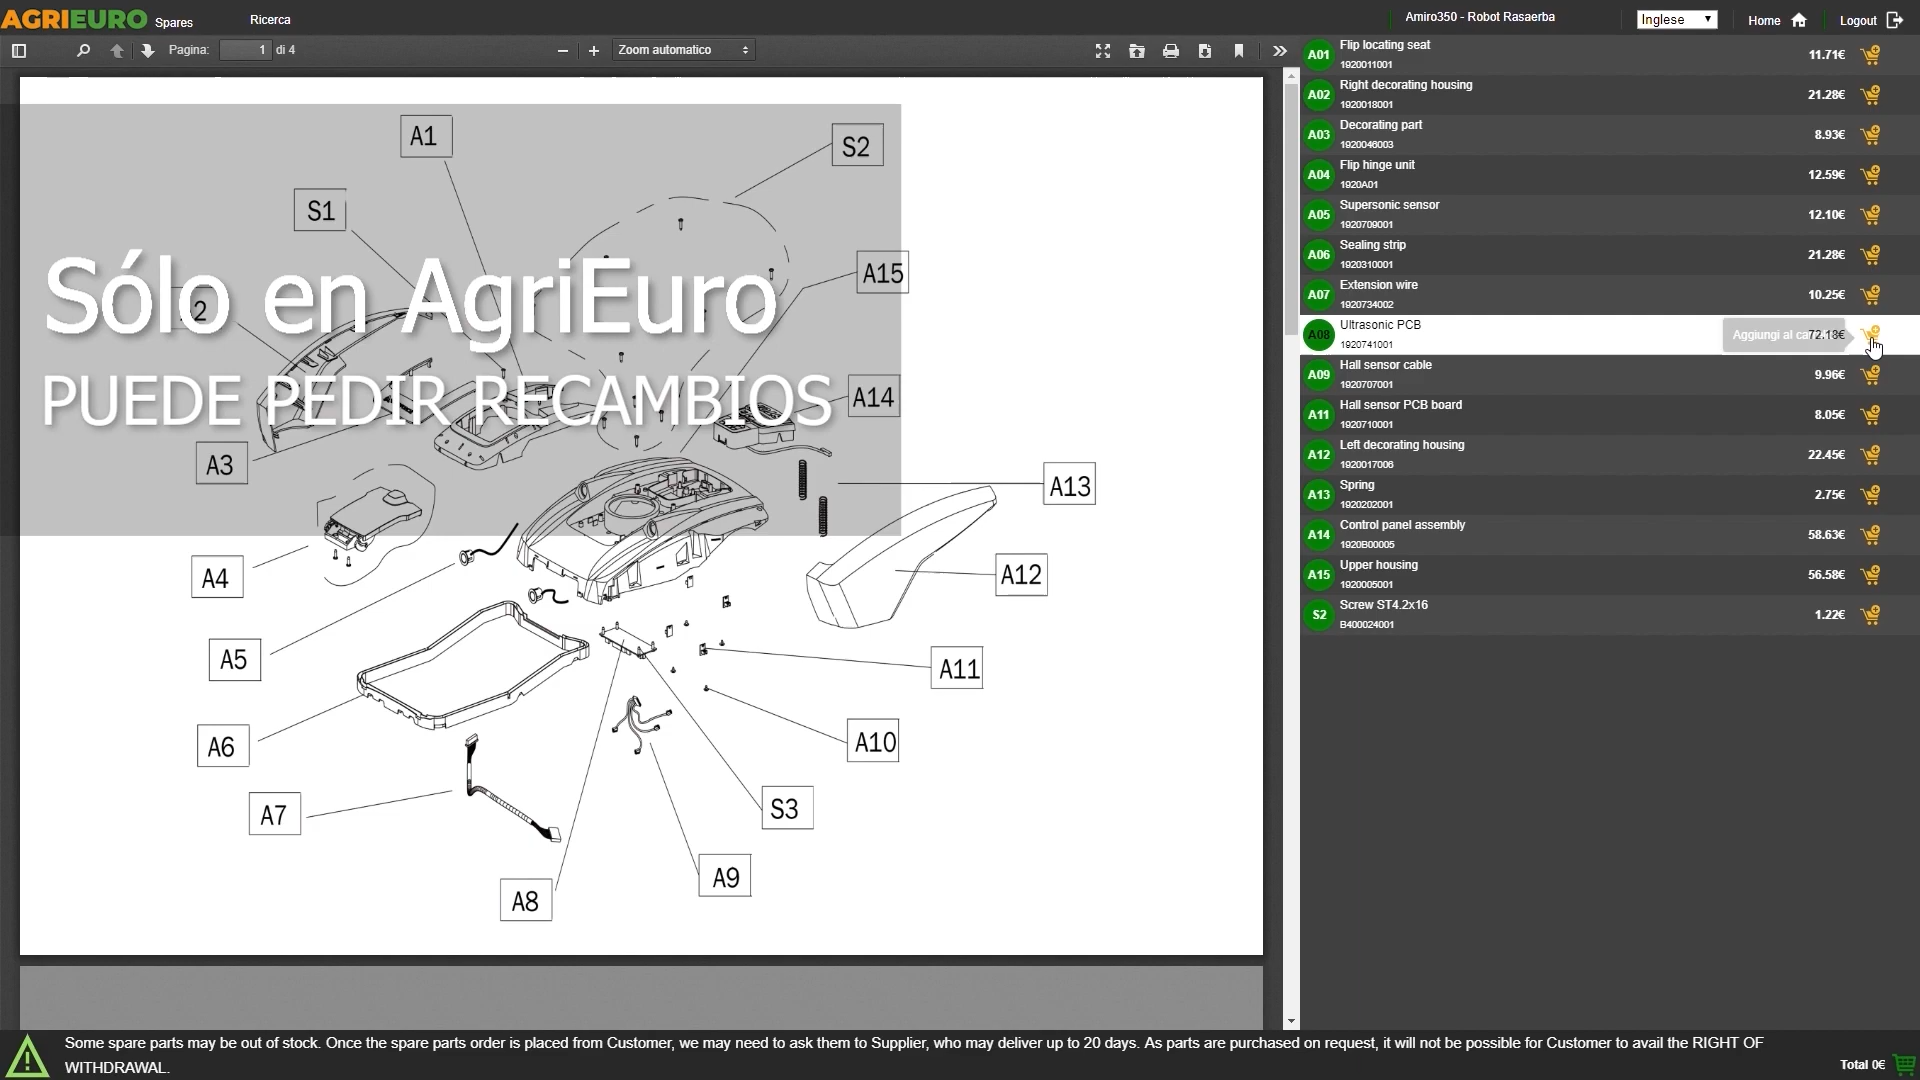 AGRIEURO Spares
Ricerca
Amiro350 - Robot Rasaerba
Inglese
Home
Logout
Pagina: 1 di 4
Zoom automatico
A1
S2
S1
A15
2
Sólo en AgriEuro
PUEDE PEDIR RECAMBIOS
A14
A3
A13
A4
A12
A5
A11
A6
A10
A7
S3
A9
A8
A01 Flip locating seat 11.71€
1920011001
A02 Right decorating housing 21.28€
1920018001
A03 Decorating part 8.93€
1920046003
A04 Flip hinge unit 12.59€
1920A01
A05 Supersonic sensor 12.10€
1920709001
A06 Sealing strip 21.28€
1920310001
A07 Extension wire 10.25€
1920734002
A08 Ultrasonic PCB Aggiungi al 72.18€
1920741001
A09 Hall sensor cable 9.96€
1920707001
A11 Hall sensor PCB board 8.05€
1920710001
A12 Left decorating housing 22.45€
1920017006
A13 Spring 2.75€
1920202001
A14 Control panel assembly 58.63€
1920B00005
A15 Upper housing 56.58€
1920005001
S2 Screw ST4.2x16 1.22€
B400024001
Some spare parts may be out of stock. Once the spare parts order is placed from Customer, we may need to ask them to Supplier, who may deliver up to 20 days. As parts are purchased on request, it will not be possible for Customer to avail the RIGHT OF
WITHDRAWAL.
Total 0€